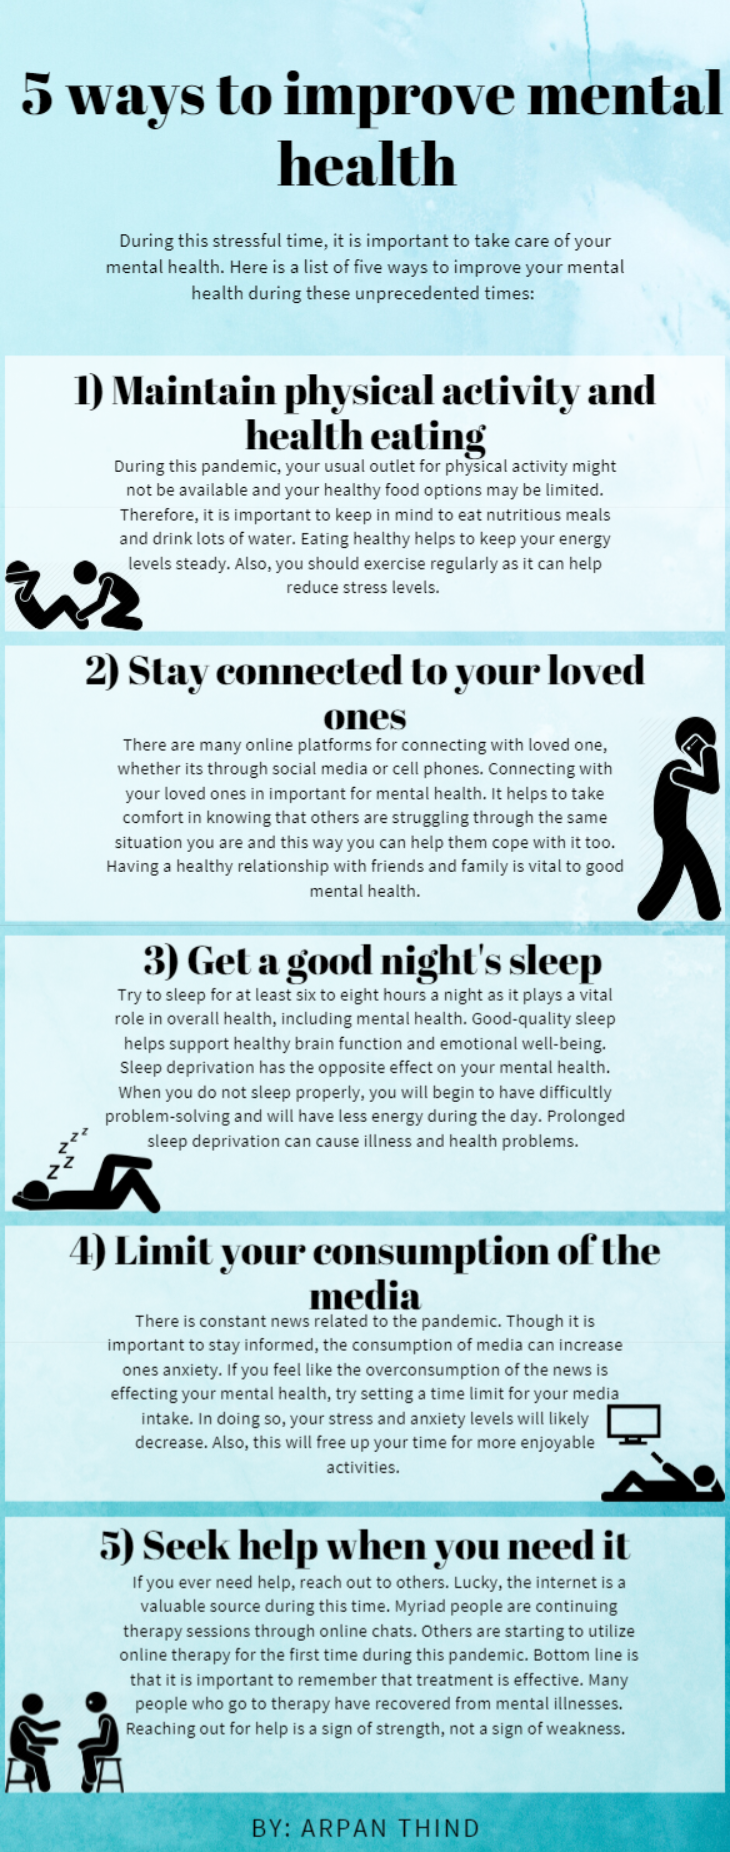 5 ways to improve mental
health
During this stressful time, it is important to take care of your
mental health. Here is a list of five ways to improve your mental
health during these unprecedented times:
1) Maintain physical activity and
health eating
During this pandemic, your usual outlet for physical activity might
not be available and your healthy food options may be limited.
Therefore, it is important to keep in mind to eat nutritious meals
and drink lots of water. Eating healthy helps to keep your energy
levels steady. Also, you should exercise regularly as it can help
reduce stress levels.
2) Stay connected to your loved
ones
There are many online platforms for connecting with loved one,
whether its through social media or cell phones. Connecting with
your loved ones in important for mental health. It helps to take
comfort in knowing that others are struggling through the same
situation you are and this way you can help them cope with it too.
Having a healthy relationship with friends and family is vital to good
mental health.
3) Get a good night's sleep
Try to sleep for at least six to eight hours a night as it plays a vital
role in overall health, including mental health. Good-quality sleep
helps support healthy brain function and emotional well-being.
Sleep deprivation has the opposite effect on your mental health.
When you do not sleep properly, you will begin to have difficultly
problem-solving and will have less energy during the day. Prolonged
sleep deprivation can cause illness and health problems.
z z z z z
4) Limit your consumption of the
media
There is constant news related to the pandemic. Though it is
important to stay informed, the consumption of media can increase
ones anxiety. If you feel like the overconsumption of the news is
effecting your mental health, try setting a time limit for your media
intake. In doing so, your stress and anxiety levels will likely
decrease. Also, this will free up your time for more enjoyable
activities.
5) Seek help when you need it
If you ever need help, reach out to others. Lucky, the internet is a
valuable source during this time. Myriad people are continuing
therapy sessions through online chats. Others are starting to utilize
online therapy for the first time during this pandemic. Bottom line is
that it is important to remember that treatment is effective. Many
people who go to therapy have recovered from mental illnesses.
Reaching out for help is a sign of strength, not a sign of weakness.
BY: ARPAN THIND